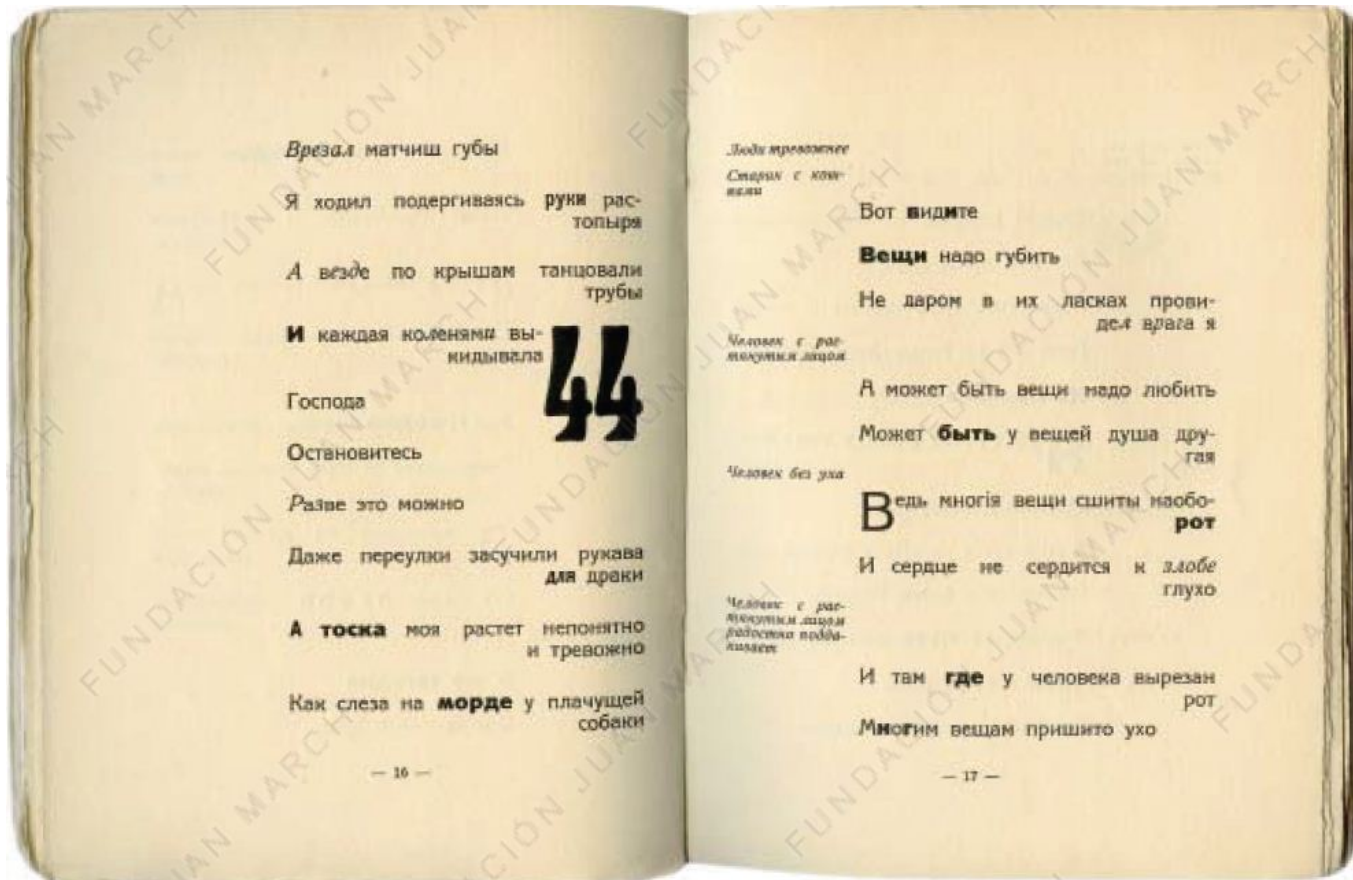 Врезал матчиш губы
Я ходил подергиваясь руки рас-
топыря
А везде по крышам танцовали
трубы
И каждая коленями вы-
кидывала
44
Господа
Остановитесь
Разве это можно
Даже переулки засучили рукава
для драки
А тоска моя растет непонятно
и тревожно
Как слеза на морде у плачущей
собаки
— 16 —
Люди тревожнее
Старик с кош-
ками
Вот видите
Вещи надо губить
Не даром в их ласках прови-
дел врага я
Человек с рас-
тянутым лицом
А может быть вещи надо любить
Может быть у вещей душа дру-
гая
Человек без уха
Ведь многія вещи сшиты наобо-
рот
И сердце не сердится к злобе
глухо
Человек с рас-
тянутым лицом
радостно подда-
кивает
И там где у человека вырезан
рот
Многим вещам пришито ухо
— 17 —
FUNDACIÓN JUAN MARCH